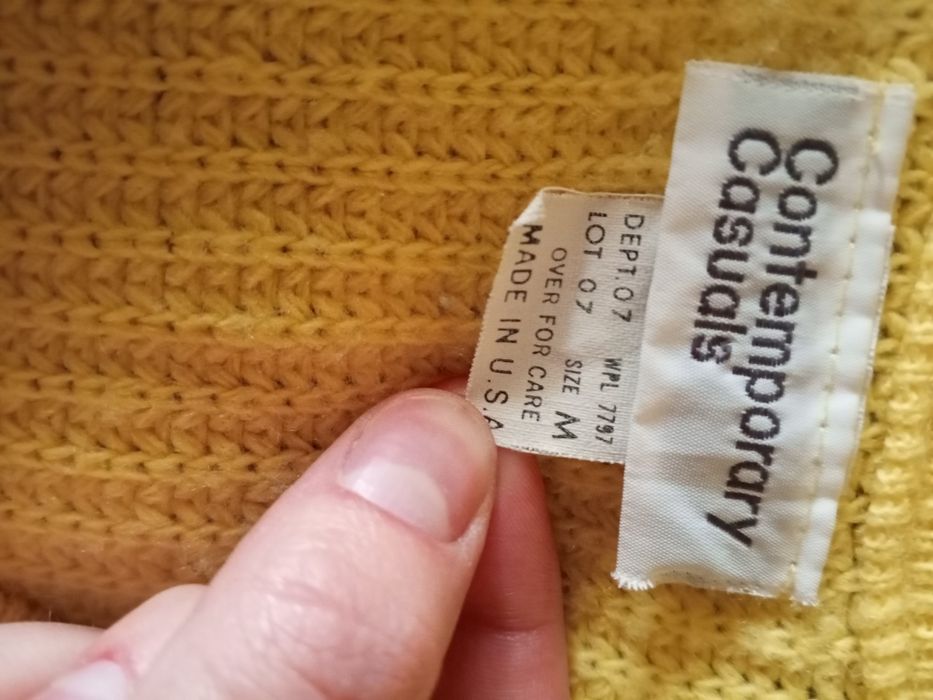 Contemporary
Casuals
DEPT. 07 WPL 7797
LOT 07 SIZE M
OVER FOR CARE
MADE IN U.S.A